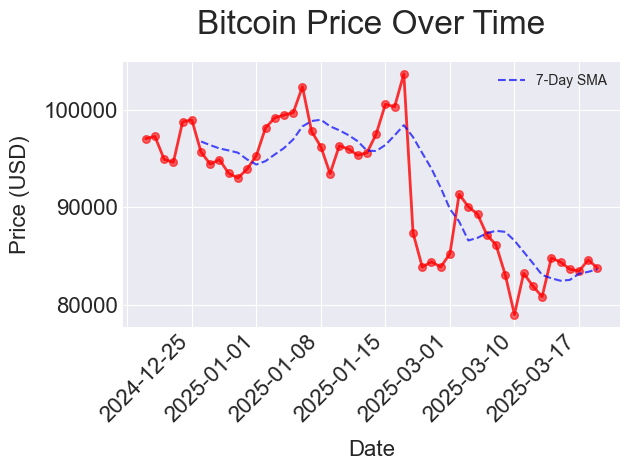 Bitcoin Price Over Time
7-Day SMA
100000
90000
80000
Price (USD)
2024-12-25
2025-01-01
2025-01-08
2025-01-15
2025-03-01
2025-03-10
2025-03-17
Date